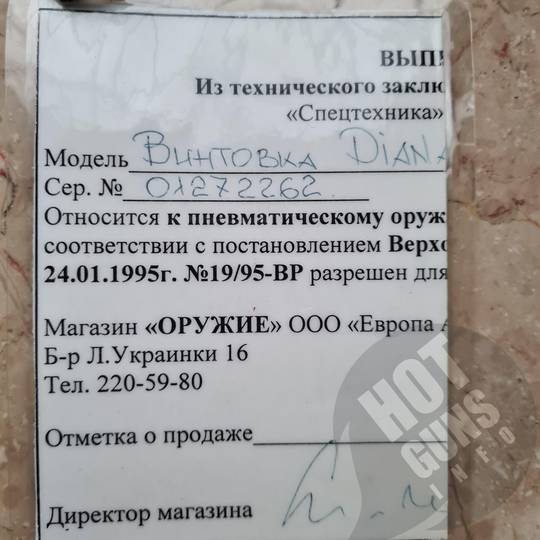 ВЫП
Из технического заклю
«Спецтехника»
Модель Винтовка Diana
Сер. № 01272262
Относится к пневматическому оруж
соответствии с постановлением Верхо
24.01.1995г. №19/95-ВР разрешен для
Магазин «ОРУЖИЕ» ООО «Европа А
Б-р Л.Украинки 16
Тел. 220-59-80
Отметка о продаже
Директор магазина
HOT
GUNS
INFO